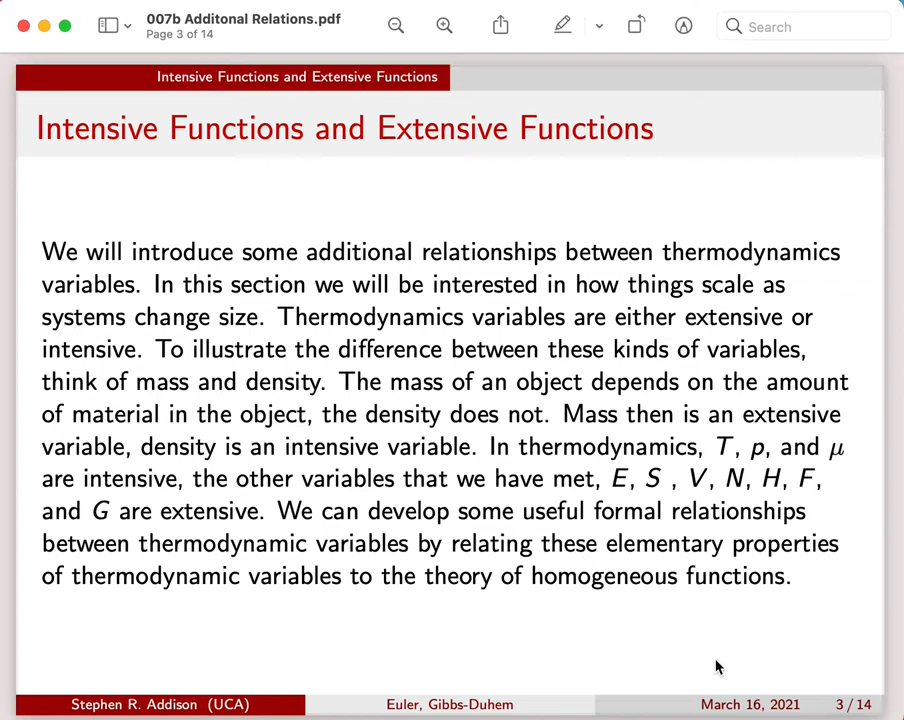 007b Additonal Relations.pdf
Page 3 of 14
Search
Intensive Functions and Extensive Functions
Intensive Functions and Extensive Functions
We will introduce some additional relationships between thermodynamics
variables. In this section we will be interested in how things scale as
systems change size. Thermodynamics variables are either extensive or
intensive. To illustrate the difference between these kinds of variables,
think of mass and density. The mass of an object depends on the amount
of material in the object, the density does not. Mass then is an extensive
variable, density is an intensive variable. In thermodynamics, T, p, and μ
are intensive, the other variables that we have met, E, S , V, N, H, F,
and G are extensive. We can develop some useful formal relationships
between thermodynamic variables by relating these elementary properties
of thermodynamic variables to the theory of homogeneous functions.
Stephen R. Addison (UCA)
Euler, Gibbs-Duhem
March 16, 2021
3 / 14